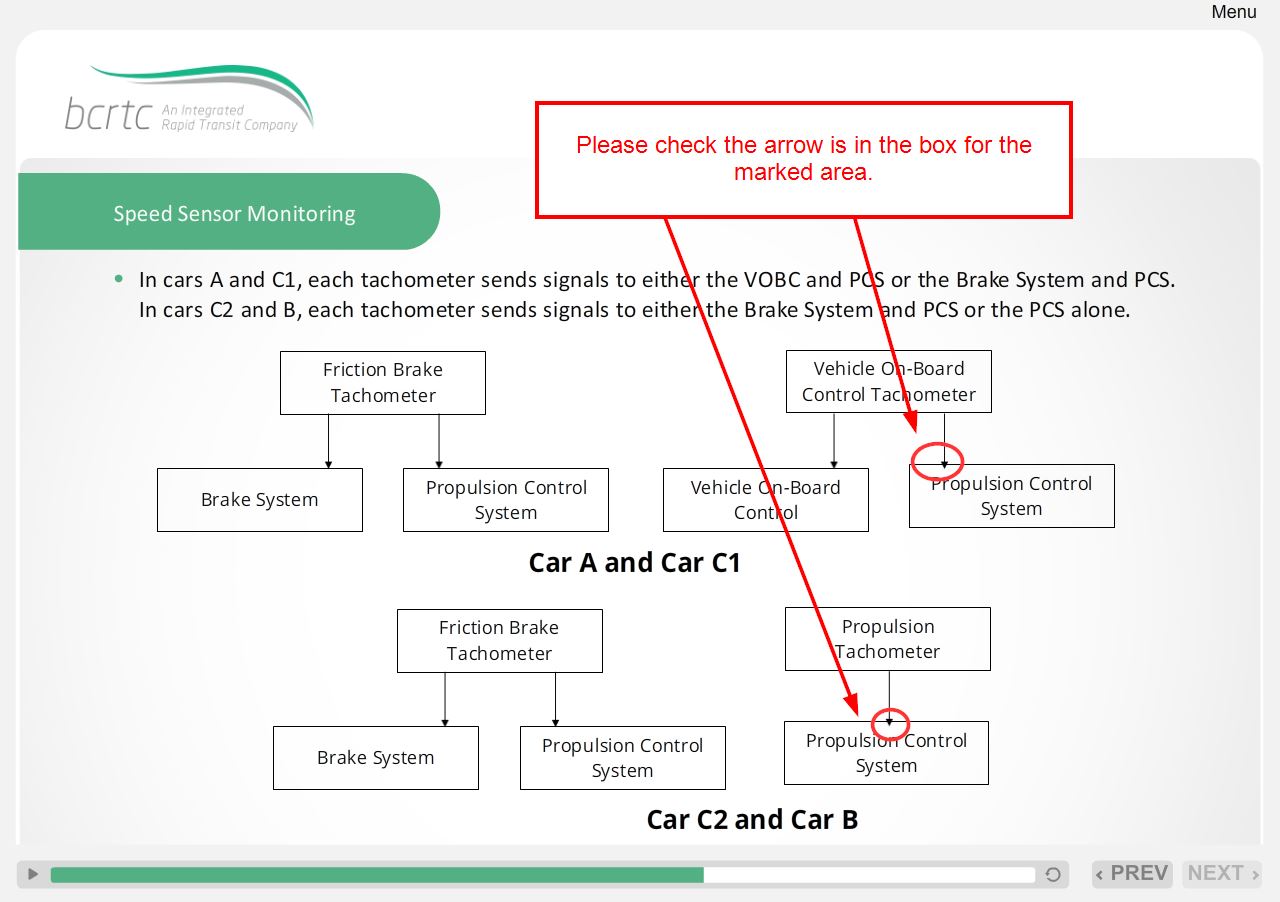 Menu
bcrtc An Integrated
Rapid Transit Company
Please check the arrow is in the box for the
marked area.
Speed Sensor Monitoring
• In cars A and C1, each tachometer sends signals to either the VOBC and PCS or the Brake System and PCS.
In cars C2 and B, each tachometer sends signals to either the Brake System and PCS or the PCS alone.
Friction Brake
Tachometer
Vehicle On-Board
Control Tachometer
Brake System
Propulsion Control
System
Vehicle On-Board
Control
Propulsion Control
System
Car A and Car C1
Friction Brake
Tachometer
Propulsion
Tachometer
Brake System
Propulsion Control
System
Propulsion Control
System
Car C2 and Car B
‹ PREV
NEXT ›